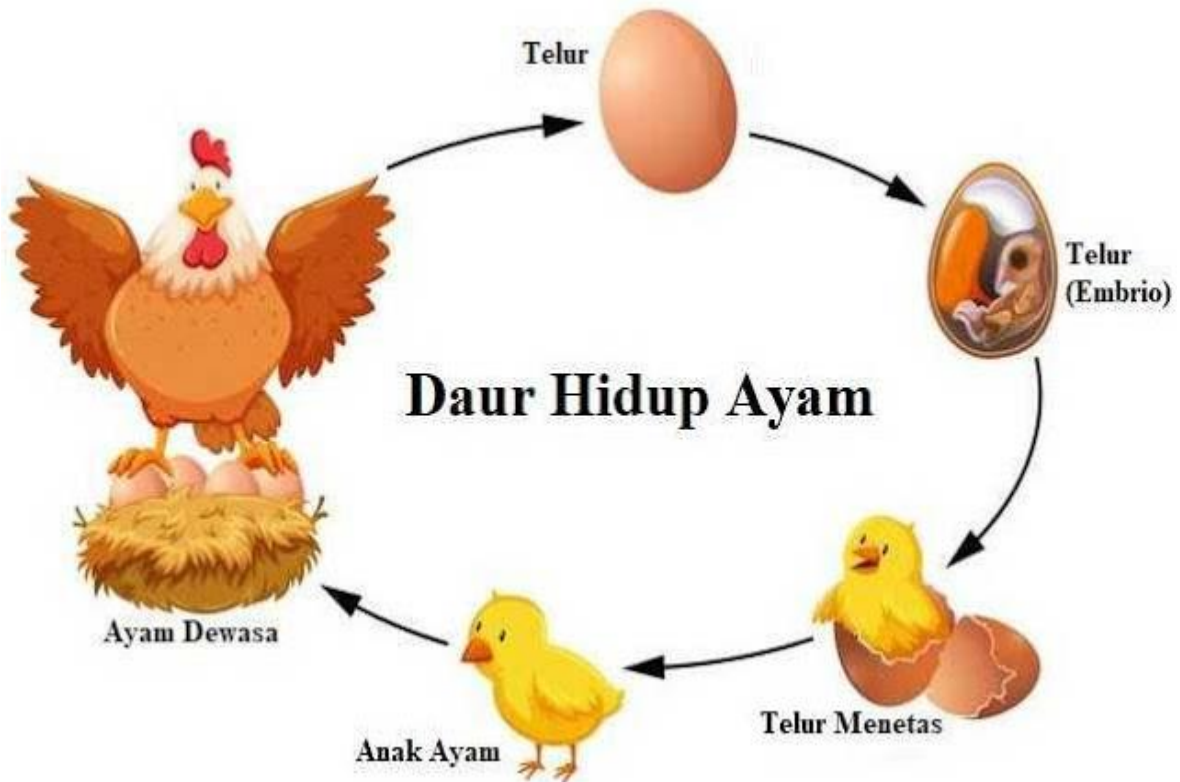 Telur
Telur
(Embrio)
Daur Hidup Ayam
Ayam Dewasa
Telur Menetas
Anak Ayam